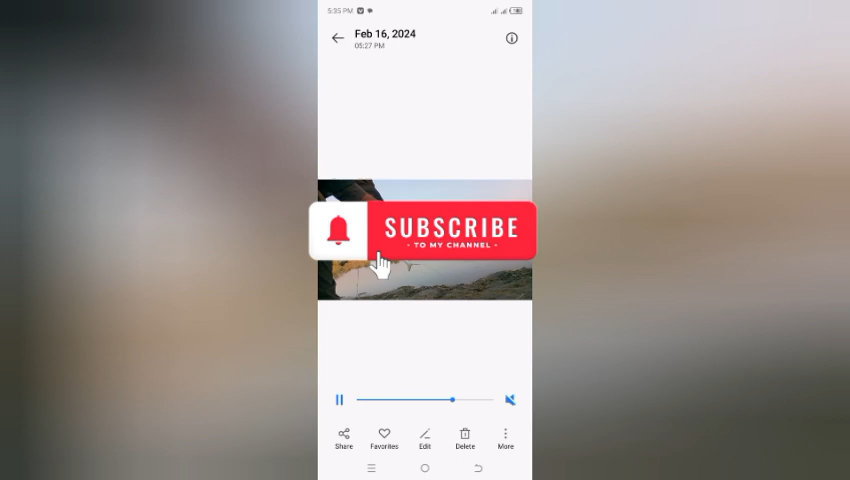 5:35 PM
Feb 16, 2024
05:27 PM
SUBSCRIBE
- TO MY CHANNEL -
Share
Favorites
Edit
Delete
More